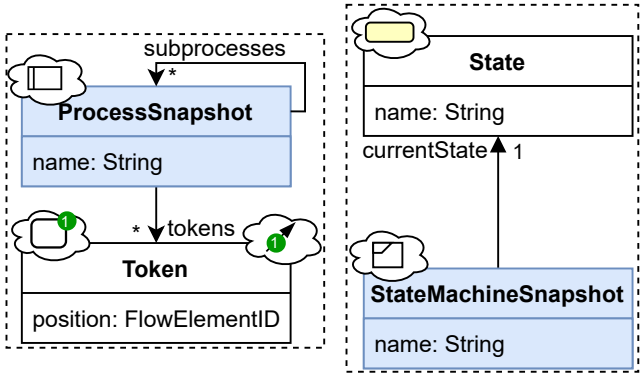 subprocesses
*
ProcessSnapshot
name: String
* tokens
1
1
Token
position: FlowElementID
State
name: String
currentState 1
StateMachineSnapshot
name: String